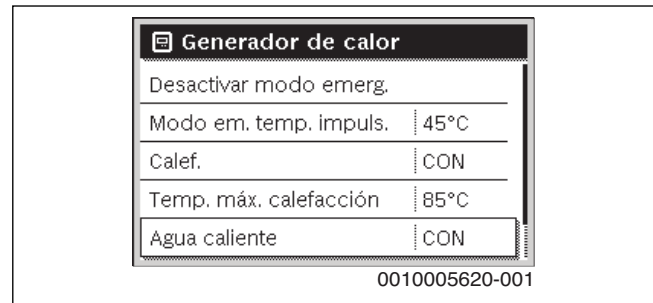 Generador de calor
Desactivar modo emerg.
Modo em. temp. impuls. 45°C
Calef. CON
Temp. máx. calefacción 85°C
Agua caliente CON
0010005620-001